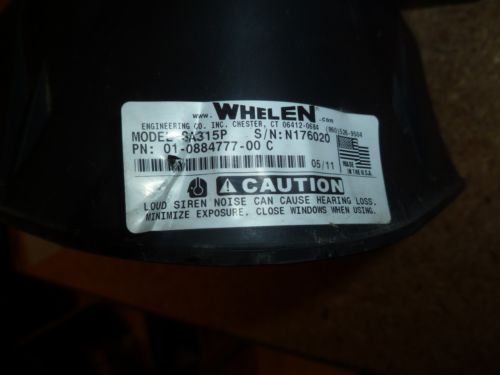 www.WHELEN.com
ENGINEERING CO. INC. CHESTER, CT 06412-0684 (860)526-9504
MODEL SA315P S/N:N176020
PN: 01-0884777-00 C
05/11
MADE
IN THE U.S.A.
CAUTION
LOUD SIREN NOISE CAN CAUSE HEARING LOSS.
MINIMIZE EXPOSURE. CLOSE WINDOWS WHEN USING.